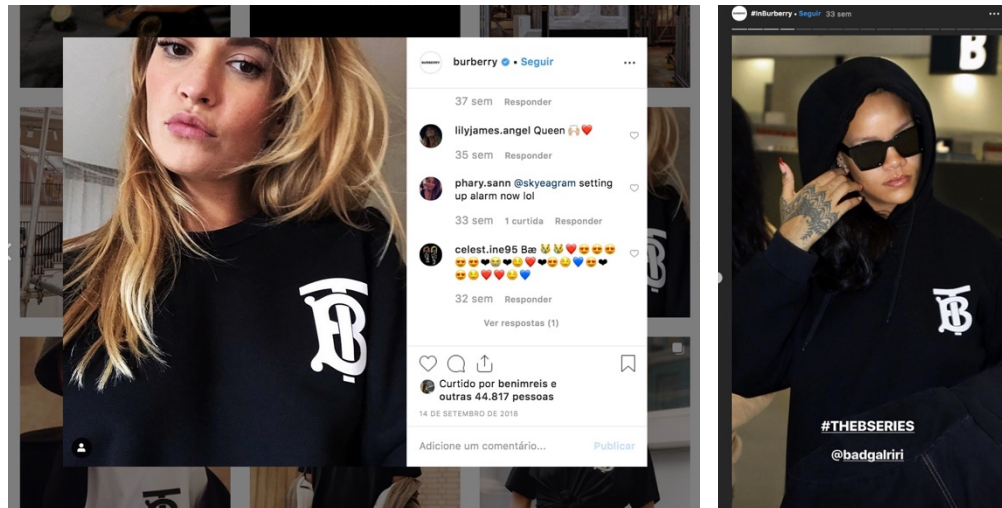 burberry • Seguir
37 sem Responder
lilyjames.angel Queen 🙌🏻❤️
35 sem Responder
phary.sann @skyeagram setting
up alarm now lol
33 sem 1 curtida Responder
celest.ine95 Bæ
32 sem Responder
Ver respostas (1)
Curtido por benimreis e
outras 44.817 pessoas
14 DE SETEMBRO DE 2018
Adicione um comentário... Publicar
TB
#InBurberry • Seguir 33 sem
B
TB
#THEBSERIES
@badgalriri